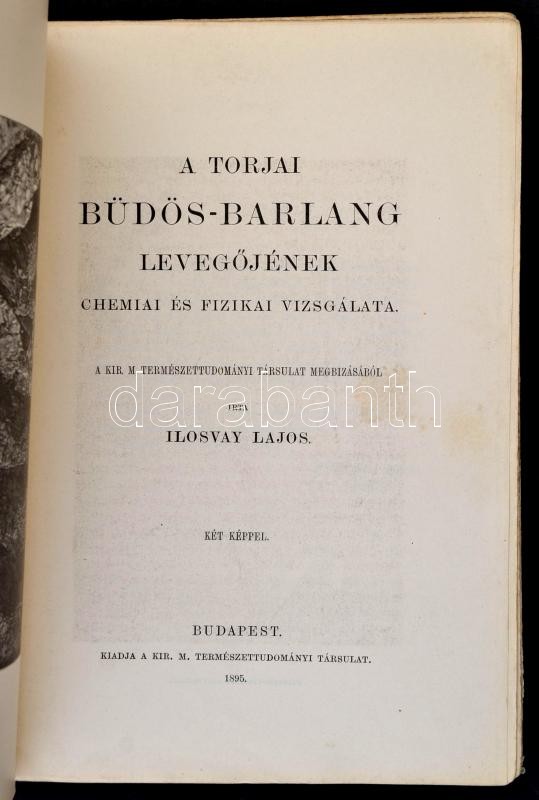 A TORJAI
BÜDÖS-BARLANG
LEVEGŐJÉNEK
CHEMIAI ÉS FIZIKAI VIZSGÁLATA.
A KIR. M. TERMÉSZETTUDOMÁNYI TÁRSULAT MEGBIZÁSÁBÓL
darabanth
IRTA
ILOSVAY LAJOS.
KÉT KÉPPEL.
BUDAPEST.
KIADJA A KIR. M. TERMÉSZETTUDOMÁNYI TÁRSULAT.
1895.